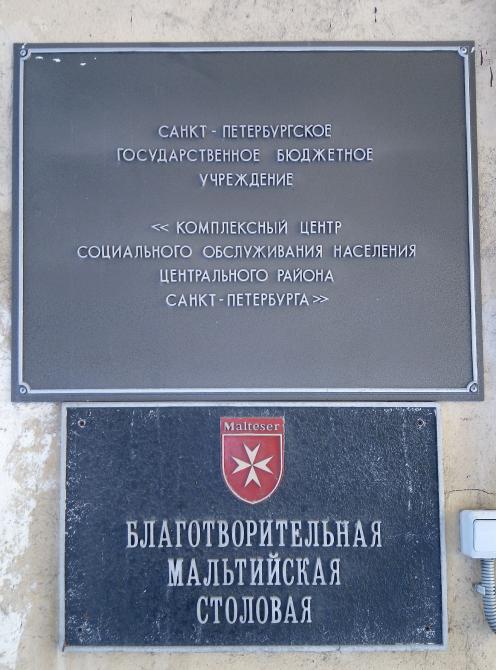 САНКТ - ПЕТЕРБУРГСКОЕ
ГОСУДАРСТВЕННОЕ БЮДЖЕТНОЕ
УЧРЕЖДЕНИЕ
<< КОМПЛЕКСНЫЙ ЦЕНТР
СОЦИАЛЬНОГО ОБСЛУЖИВАНИЯ НАСЕЛЕНИЯ
ЦЕНТРАЛЬНОГО РАЙОНА
САНКТ - ПЕТЕРБУРГА >>
Malteser
БЛАГОТВОРИТЕЛЬНАЯ
МАЛЬТИЙСКАЯ
СТОЛОВАЯ